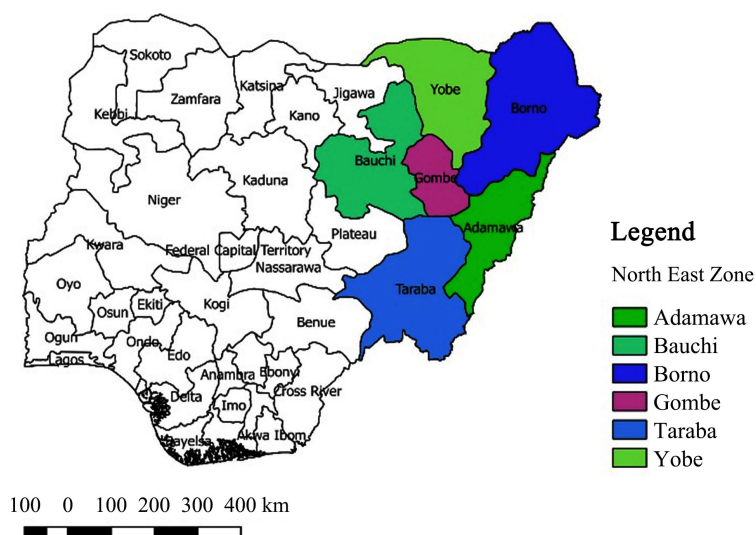 Sokoto
Katsina
Jigawa
Yobe
Borno
Kebbi
Zamfara
Kano
Bauchi
Gombe
Niger
Kaduna
Adamawa
Plateau
Kwara
Federal Capital Territory
Nassarawa
Oyo
Taraba
Osun
Ekiti
Kogi
Benue
Ogun
Ondo
Edo
Lagos
Anambra
Ebonyi
Cross River
Delta
Imo
Bayelsa
Akwa Ibom
Legend
North East Zone
Adamawa
Bauchi
Borno
Gombe
Taraba
Yobe
100 0 100 200 300 400 km